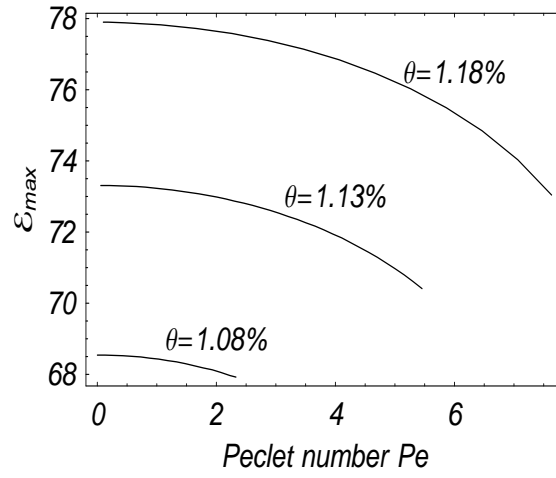 78
76
74
72
70
68
ε_max
θ=1.18%
θ=1.13%
θ=1.08%
0 2 4 6
Peclet number Pe